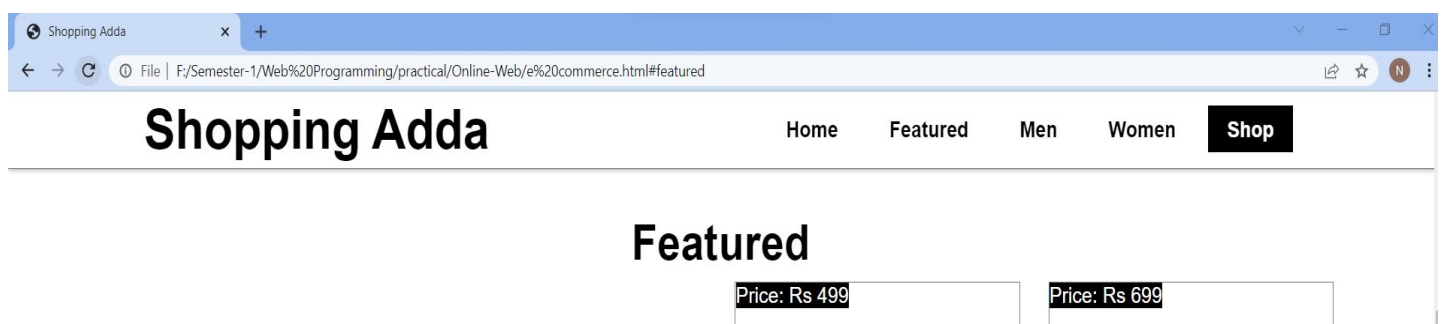 Shopping Adda
File | F:/Semester-1/Web%20Programming/practical/Online-Web/e%20commerce.html#featured
N
Shopping Adda Home Featured Men Women Shop
Featured
Price: Rs 499 Price: Rs 699